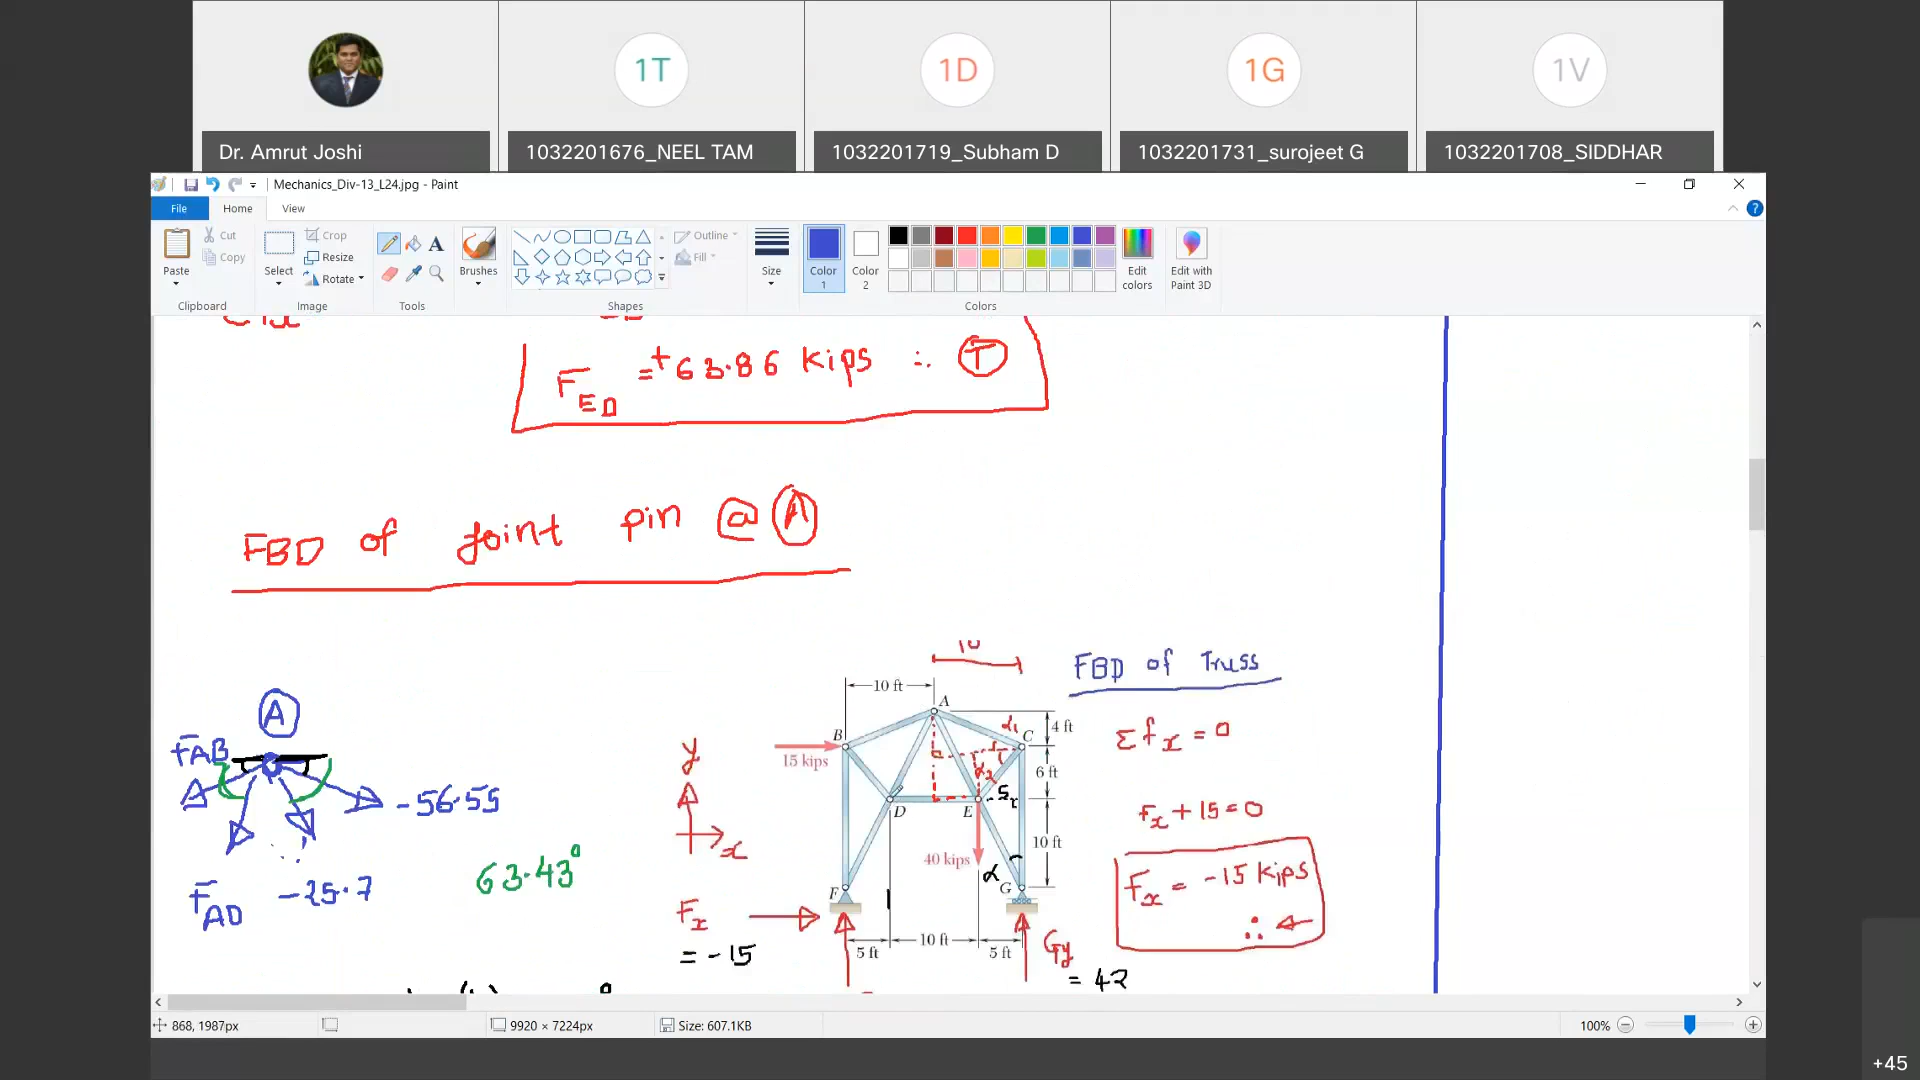 1T
1D
1G
1V
Dr. Amrut Joshi
1032201676_NEEL TAM
1032201719_Subham D
1032201731_surojeet G
1032201708_SIDDHAR
Mechanics_Div-13_L24.jpg - Paint
File
Home
View
Paste
Cut
Copy
Clipboard
Select
Crop
Resize
Rotate
Image
A
Tools
Brushes
Outline
Fill
Shapes
Size
Color 1
Color 2
Edit colors
Colors
Edit with Paint 3D
?
F ED = +63.86 kips ∴ T
FBD of Joint pin @ A
A
FAB
-56.55
FAD
-25.7
63.43°
y
x
Fx
= -15
10
10 ft
A
B
C
D
E
F
G
15 kips
40 kips
4 ft
6 ft
10 ft
α1
α2
5
α
5 ft
10 ft
5 ft
Gy
= 42
FBD of Truss
Σfx = 0
fx + 15 = 0
Fx = -15 kips
∴ ←
868, 1987px
9920 × 7224px
Size: 607.1KB
100%
+45